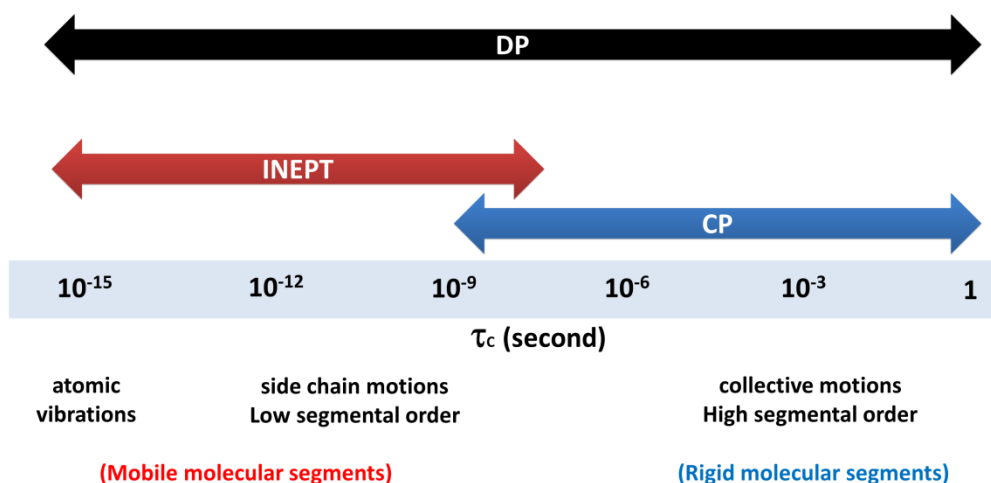 DP
INEPT
CP
10-15 10-12 10-9 10-6 10-3 1
τc (second)
atomic side chain motions collective motions
vibrations Low segmental order High segmental order
(Mobile molecular segments) (Rigid molecular segments)